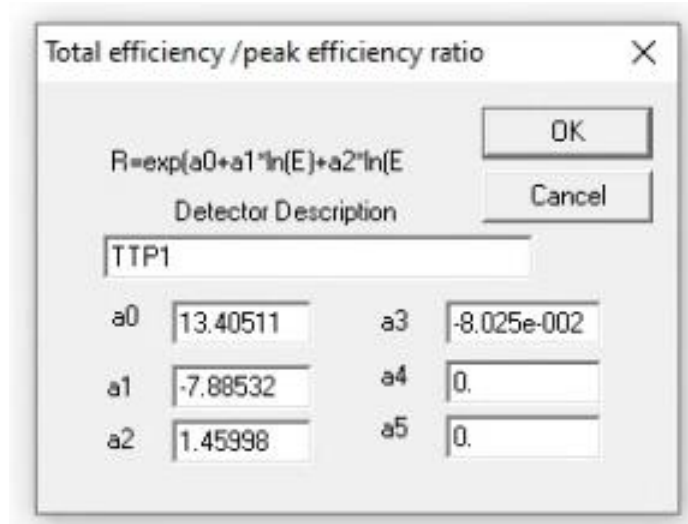 Total efficiency /peak efficiency ratio
OK
R=exp(a0+a1*ln(E)+a2*ln(E
Cancel
Detector Description
TTP1
a0 13.40511 a3 -8.025e-002
a1 -7.88532 a4 0.
a2 1.45998 a5 0.